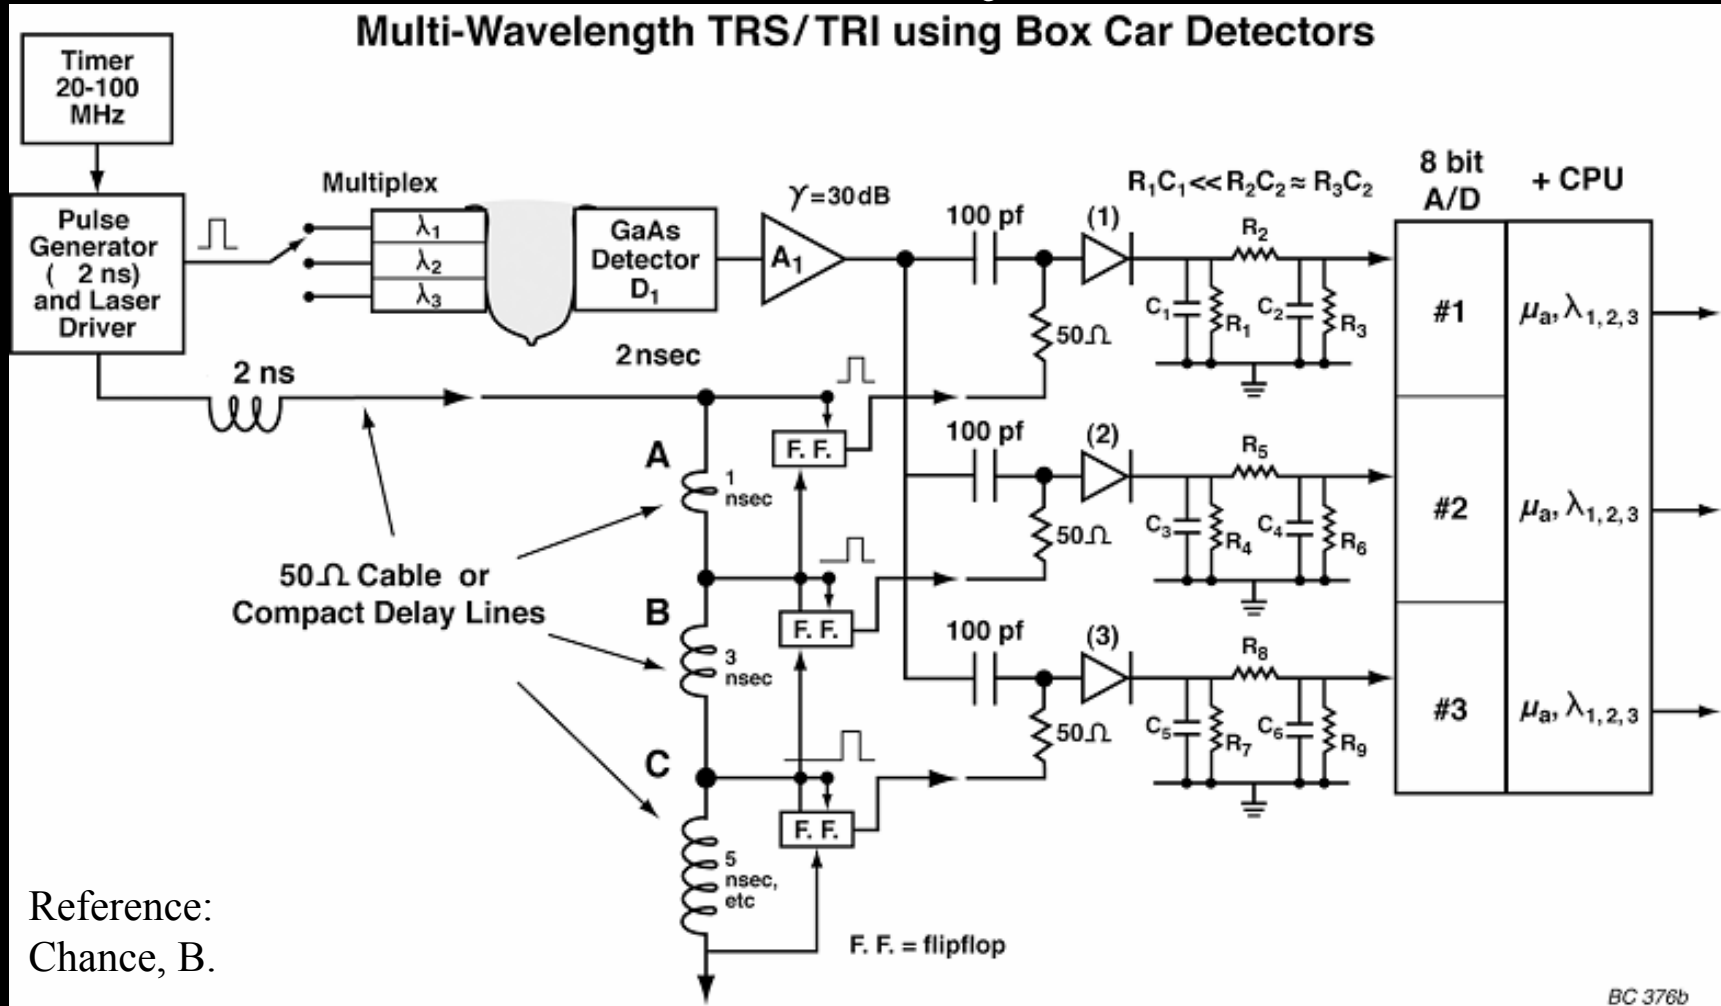 Multi-Wavelength TRS/TRI using Box Car Detectors
Timer
20-100
MHz
Pulse
Generator
( 2 ns)
and Laser
Driver
Multiplex
λ1
λ2
λ3
GaAs
Detector
D1
γ=30dB
A1
100 pf
(1)
R1C1<<R2C2≈R3C2
R2
C1
R1
C2
R3
50Ω
8 bit
A/D
+ CPU
#1
μa, λ1,2,3
2 ns
2nsec
F. F.
A
1
nsec
100 pf
(2)
R5
C3
R4
C4
R6
50Ω
#2
μa, λ1,2,3
50Ω Cable or
Compact Delay Lines
B
3
nsec
F. F.
100 pf
(3)
R8
C5
R7
C6
R9
50Ω
#3
μa, λ1,2,3
C
5
nsec,
etc
F. F.
F. F. = flipflop
Reference:
Chance, B.
BC 376b